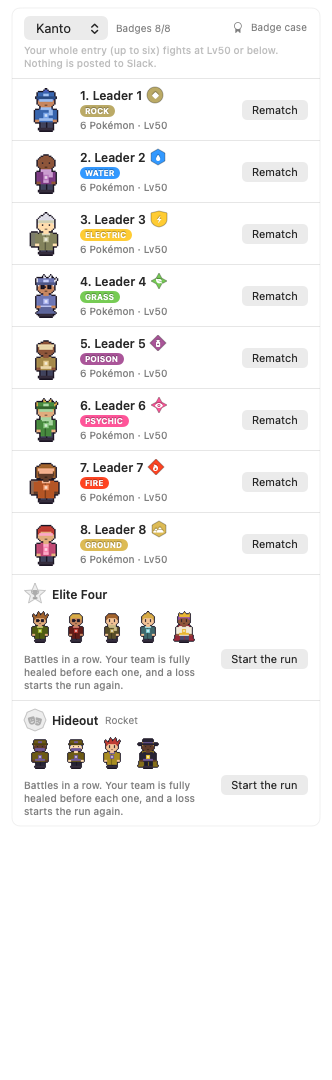 Kanto
Badges 8/8
Badge case
Your whole entry (up to six) fights at Lv50 or below.
Nothing is posted to Slack.
1. Leader 1
ROCK
6 Pokémon · Lv50
Rematch
2. Leader 2
WATER
6 Pokémon · Lv50
Rematch
3. Leader 3
ELECTRIC
6 Pokémon · Lv50
Rematch
4. Leader 4
GRASS
6 Pokémon · Lv50
Rematch
5. Leader 5
POISON
6 Pokémon · Lv50
Rematch
6. Leader 6
PSYCHIC
6 Pokémon · Lv50
Rematch
7. Leader 7
FIRE
6 Pokémon · Lv50
Rematch
8. Leader 8
GROUND
6 Pokémon · Lv50
Rematch
Elite Four
Battles in a row. Your team is fully
healed before each one, and a loss
starts the run again.
Start the run
Hideout Rocket
Battles in a row. Your team is fully
healed before each one, and a loss
starts the run again.
Start the run